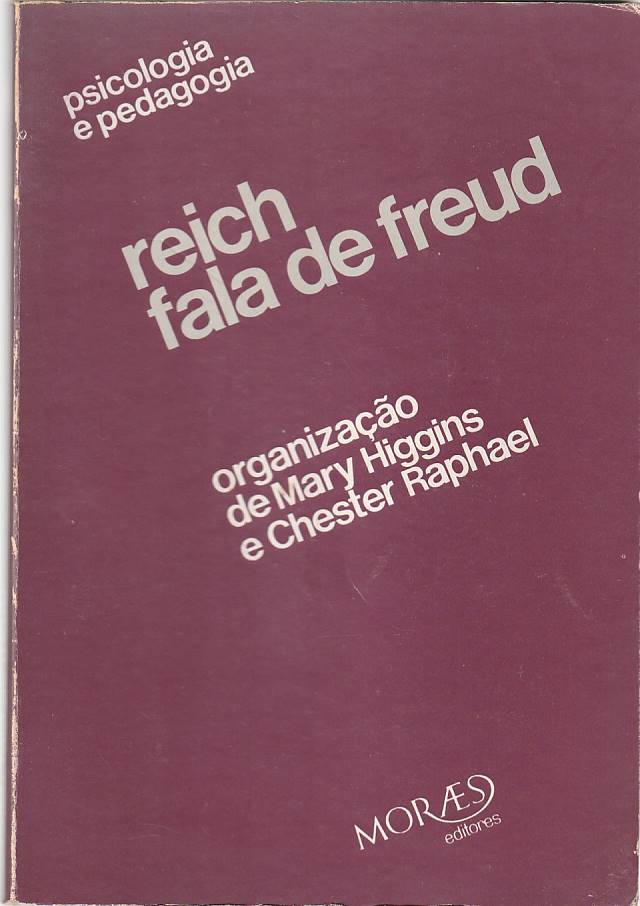 psicologia
e pedagogia
reich
fala de freud
organização
de Mary Higgins
e Chester Raphael
MORÆS
editores